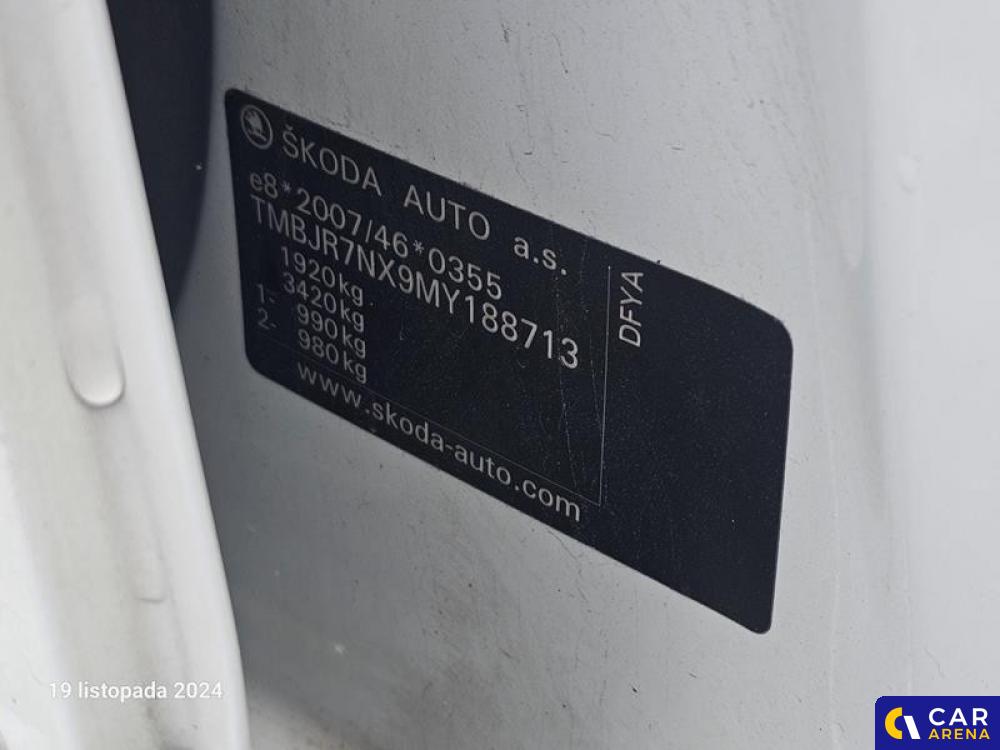 ŠKODA AUTO a.s.
e8*2007/46*0355
TMBJR7NX9MY188713
1920kg
3420kg
1- 990kg
2- 980kg
www.skoda-auto.com
DFYA
19 listopada 2024
CAR
ARENA